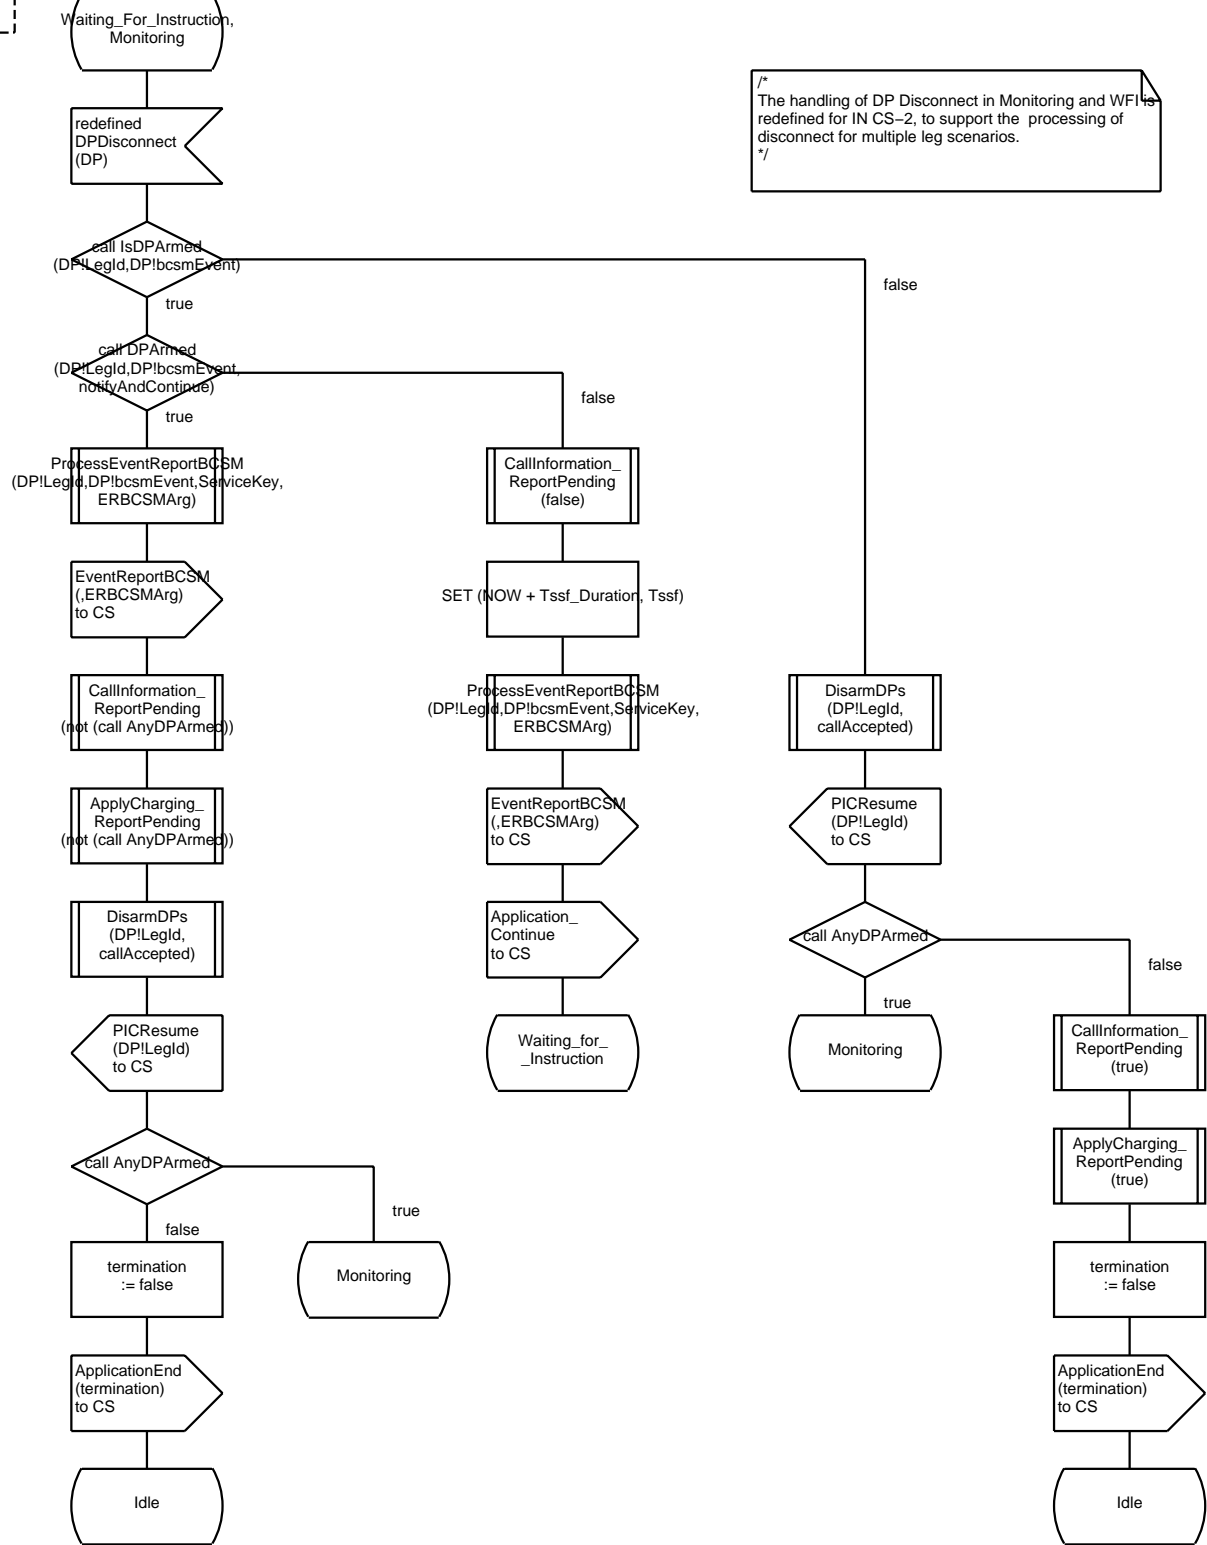 Waiting_For_Instruction,
Monitoring
/*
The handling of DP Disconnect in Monitoring and WFI is
redefined for IN CS−2, to support the  processing of
disconnect for multiple leg scenarios.
*/
redefined
DPDisconnect
(DP)
call IsDPArmed
(DP!LegId,DP!bcsmEvent)
false
true
call DPArmed
(DP!LegId,DP!bcsmEvent,
notifyAndContinue)
false
true
ProcessEventReportBCSM
(DP!LegId,DP!bcsmEvent,ServiceKey,
ERBCSMArg)
EventReportBCSM
(,ERBCSMArg)
to CS
CallInformation_
ReportPending
(not (call AnyDPArmed))
ApplyCharging_
ReportPending
(not (call AnyDPArmed))
DisarmDPs
(DP!LegId,
callAccepted)
PICResume
(DP!LegId)
to CS
call AnyDPArmed
true
false
termination
:= false
Monitoring
ApplicationEnd
(termination)
to CS
Idle
CallInformation_
ReportPending
(false)
SET (NOW + Tssf_Duration, Tssf)
ProcessEventReportBCSM
(DP!LegId,DP!bcsmEvent,ServiceKey,
ERBCSMArg)
EventReportBCSM
(,ERBCSMArg)
to CS
Application_
Continue
to CS
Waiting_for_
_Instruction
DisarmDPs
(DP!LegId,
callAccepted)
PICResume
(DP!LegId)
to CS
call AnyDPArmed
false
true
Monitoring
CallInformation_
ReportPending
(true)
ApplyCharging_
ReportPending
(true)
termination
:= false
ApplicationEnd
(termination)
to CS
Idle